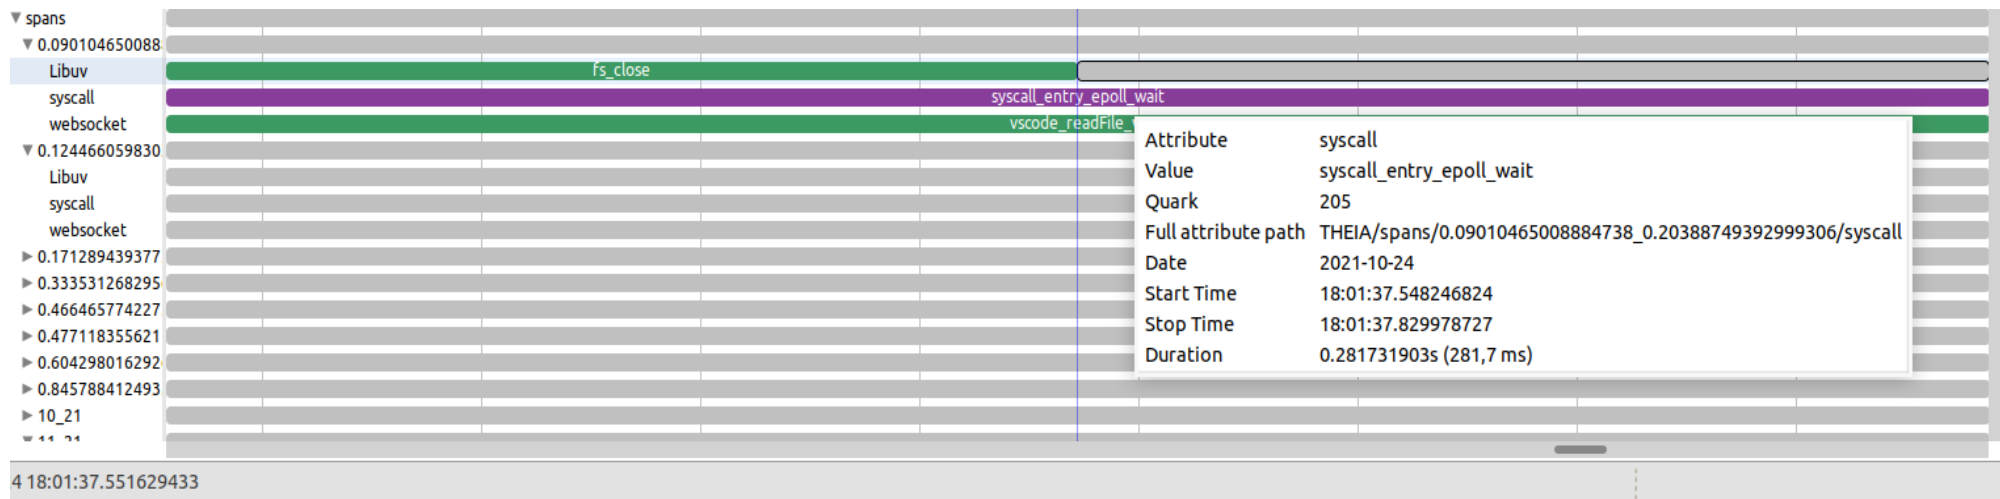 spans
0.090104650088
Libuv fs_close
syscall syscall_entry_epoll_wait
websocket vscode_readFile_
0.124466059830
Libuv
syscall
websocket
0.171289439377
0.333531268295
0.466465774227
0.477118355621
0.604298016292
0.845788412493
10_21
11_21
Attribute syscall
Value syscall_entry_epoll_wait
Quark 205
Full attribute path THEIA/spans/0.09010465008884738_0.20388749392999306/syscall
Date 2021-10-24
Start Time 18:01:37.548246824
Stop Time 18:01:37.829978727
Duration 0.281731903s (281,7 ms)
4 18:01:37.551629433